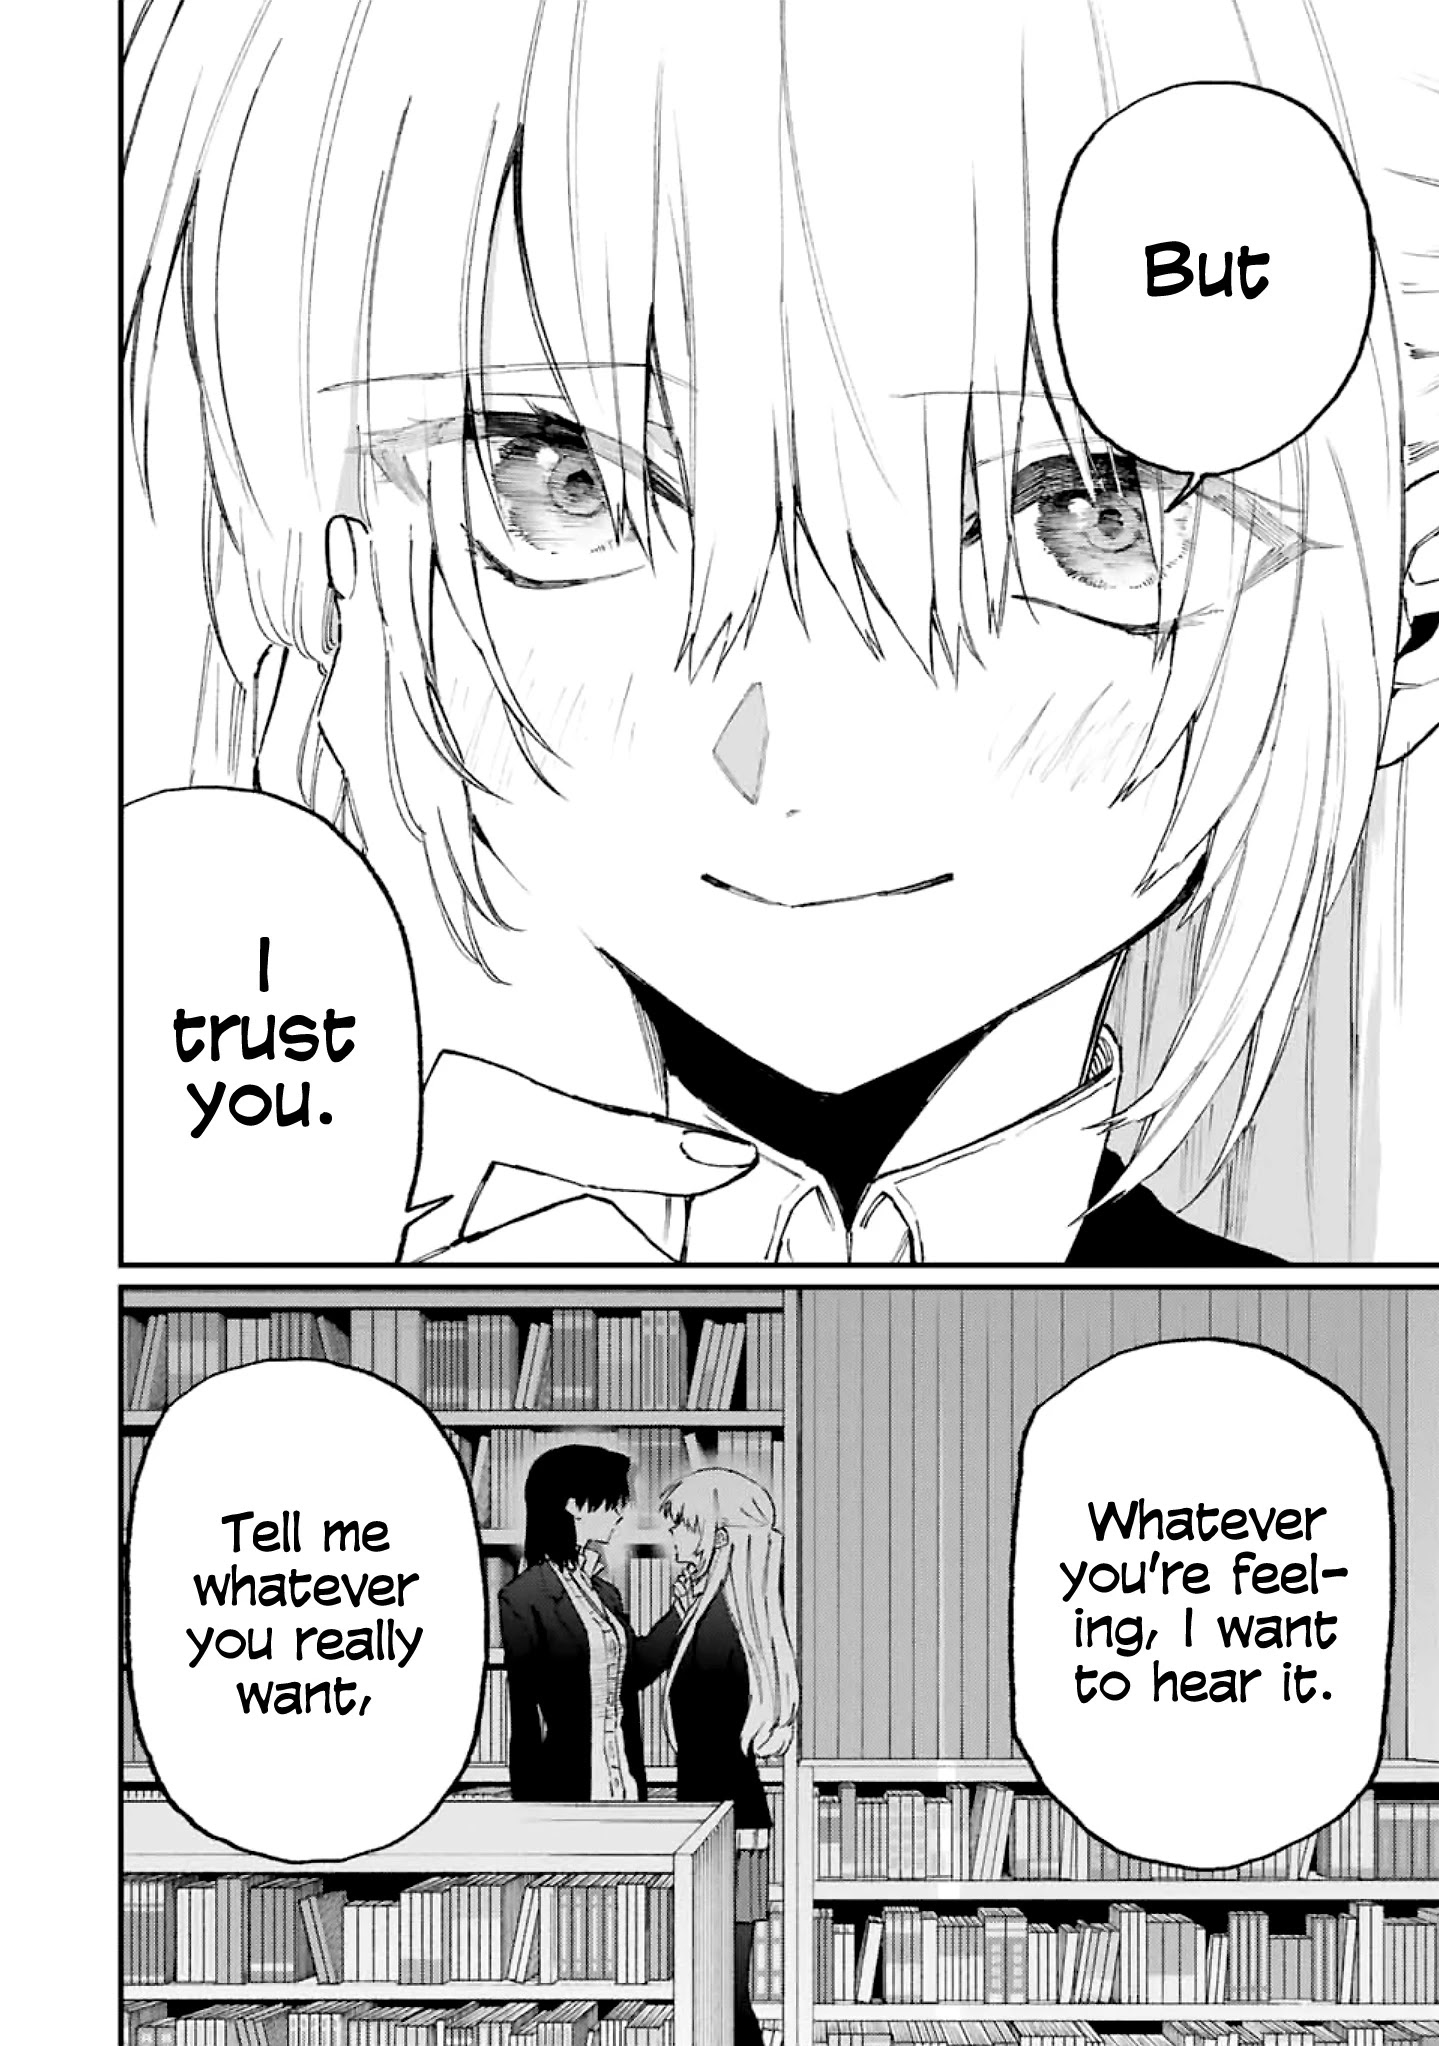 But
I
trust
you.
Whatever
you're feel-
ing, I want
to hear it.
Tell me
whatever
you really
want,